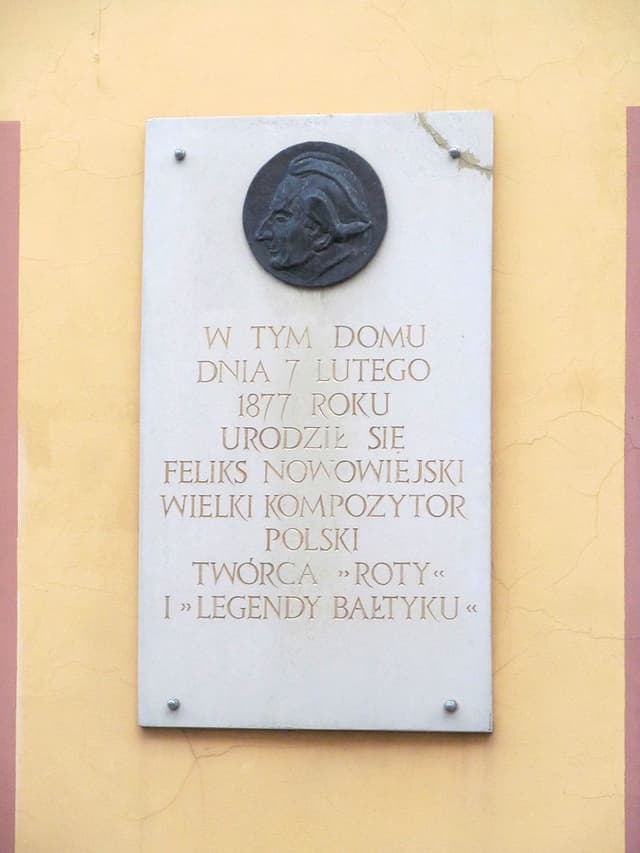 W TYM DOMU
DNIA 7 LUTEGO
1877 ROKU
URODZIŁ SIĘ
FELIKS NOWOWIEJSKI
WIELKI KOMPOZYTOR
POLSKI
TWÓRCA »ROTY«
I »LEGENDY BAŁTYKU«